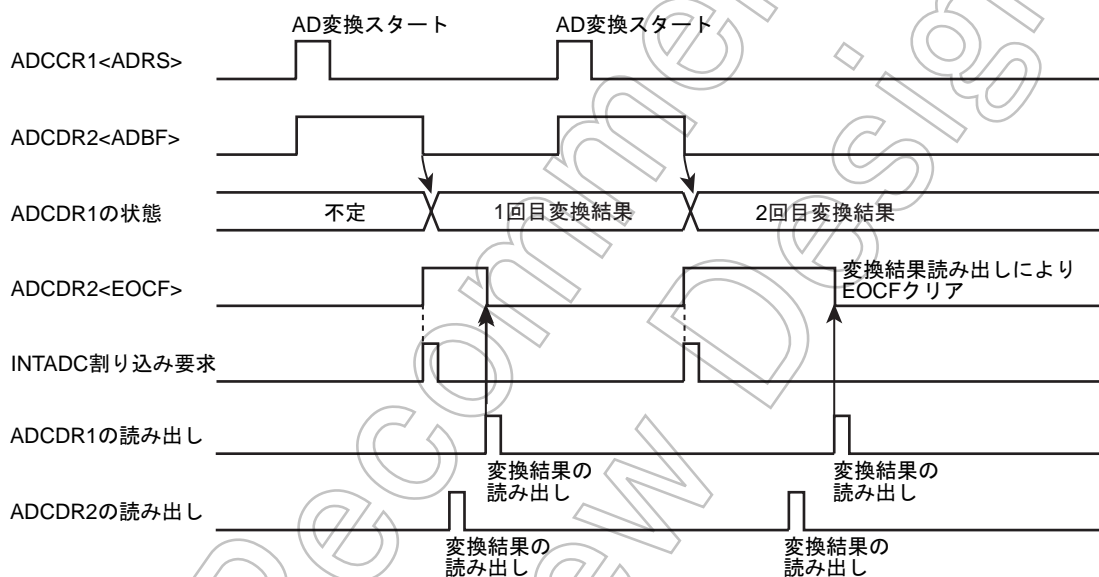 AD変換スタート
AD変換スタート
ADCCR1<ADRS>
ADCDR2<ADBF>
ADCDR1の状態
不定
1回目変換結果
2回目変換結果
ADCDR2<EOCF>
変換結果読み出しにより
EOCFクリア
INTADC割り込み要求
ADCDR1の読み出し
変換結果の
読み出し
変換結果の
読み出し
ADCDR2の読み出し
変換結果の
読み出し
変換結果の
読み出し